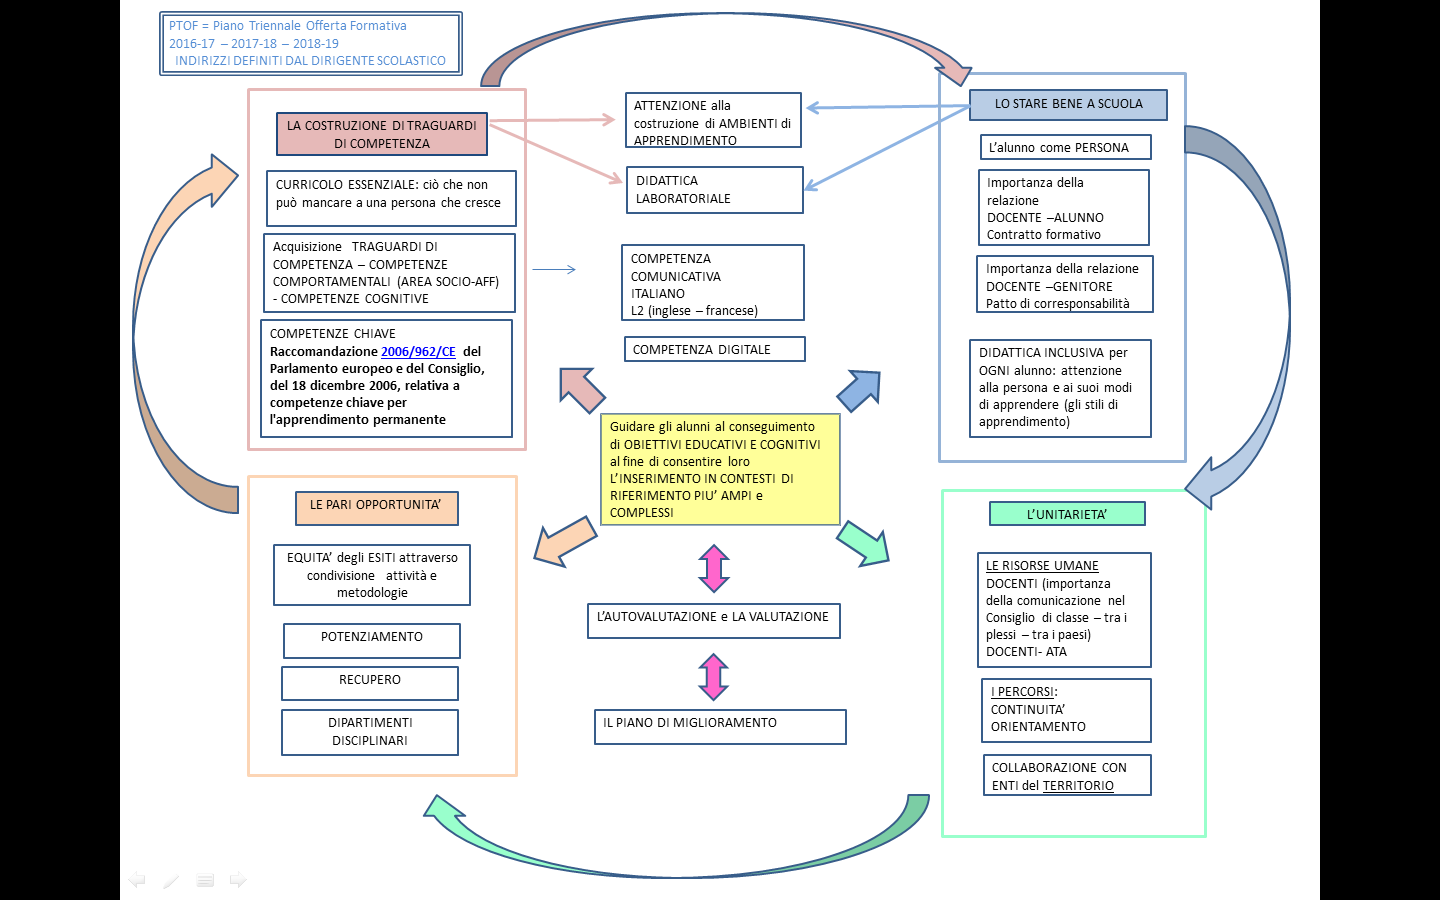 PTOF = Piano Triennale Offerta Formativa
2016-17 – 2017-18 – 2018-19
INDIRIZZI DEFINITI DAL DIRIGENTE SCOLASTICO
LA COSTRUZIONE DI TRAGUARDI
DI COMPETENZA
CURRICOLO ESSENZIALE: ciò che non
può mancare a una persona che cresce
Acquisizione TRAGUARDI DI
COMPETENZA – COMPETENZE
COMPORTAMENTALI (AREA SOCIO-AFF)
- COMPETENZE COGNITIVE
COMPETENZE CHIAVE
Raccomandazione 2006/962/CE del
Parlamento europeo e del Consiglio,
del 18 dicembre 2006, relativa a
competenze chiave per
l'apprendimento permanente
ATTENZIONE alla
costruzione di AMBIENTI di
APPRENDIMENTO
DIDATTICA
LABORATORIALE
COMPETENZA
COMUNICATIVA
ITALIANO
L2 (inglese – francese)
COMPETENZA DIGITALE
LO STARE BENE A SCUOLA
L'alunno come PERSONA
Importanza della
relazione
DOCENTE –ALUNNO
Contratto formativo
Importanza della relazione
DOCENTE –GENITORE
Patto di corresponsabilità
DIDATTICA INCLUSIVA per
OGNI alunno: attenzione
alla persona e ai suoi modi
di apprendere (gli stili di
apprendimento)
Guidare gli alunni al conseguimento
di OBIETTIVI EDUCATIVI E COGNITIVI
al fine di consentire loro
L'INSERIMENTO IN CONTESTI DI
RIFERIMENTO PIU' AMPI e
COMPLESSI
LE PARI OPPORTUNITA'
EQUITA' degli ESITI attraverso
condivisione attività e
metodologie
POTENZIAMENTO
RECUPERO
DIPARTIMENTI
DISCIPLINARI
L'AUTOVALUTAZIONE e LA VALUTAZIONE
IL PIANO DI MIGLIORAMENTO
L'UNITARIETA'
LE RISORSE UMANE
DOCENTI (importanza
della comunicazione nel
Consiglio di classe – tra i
plessi – tra i paesi)
DOCENTI- ATA
I PERCORSI:
CONTINUITA'
ORIENTAMENTO
COLLABORAZIONE CON
ENTI del TERRITORIO